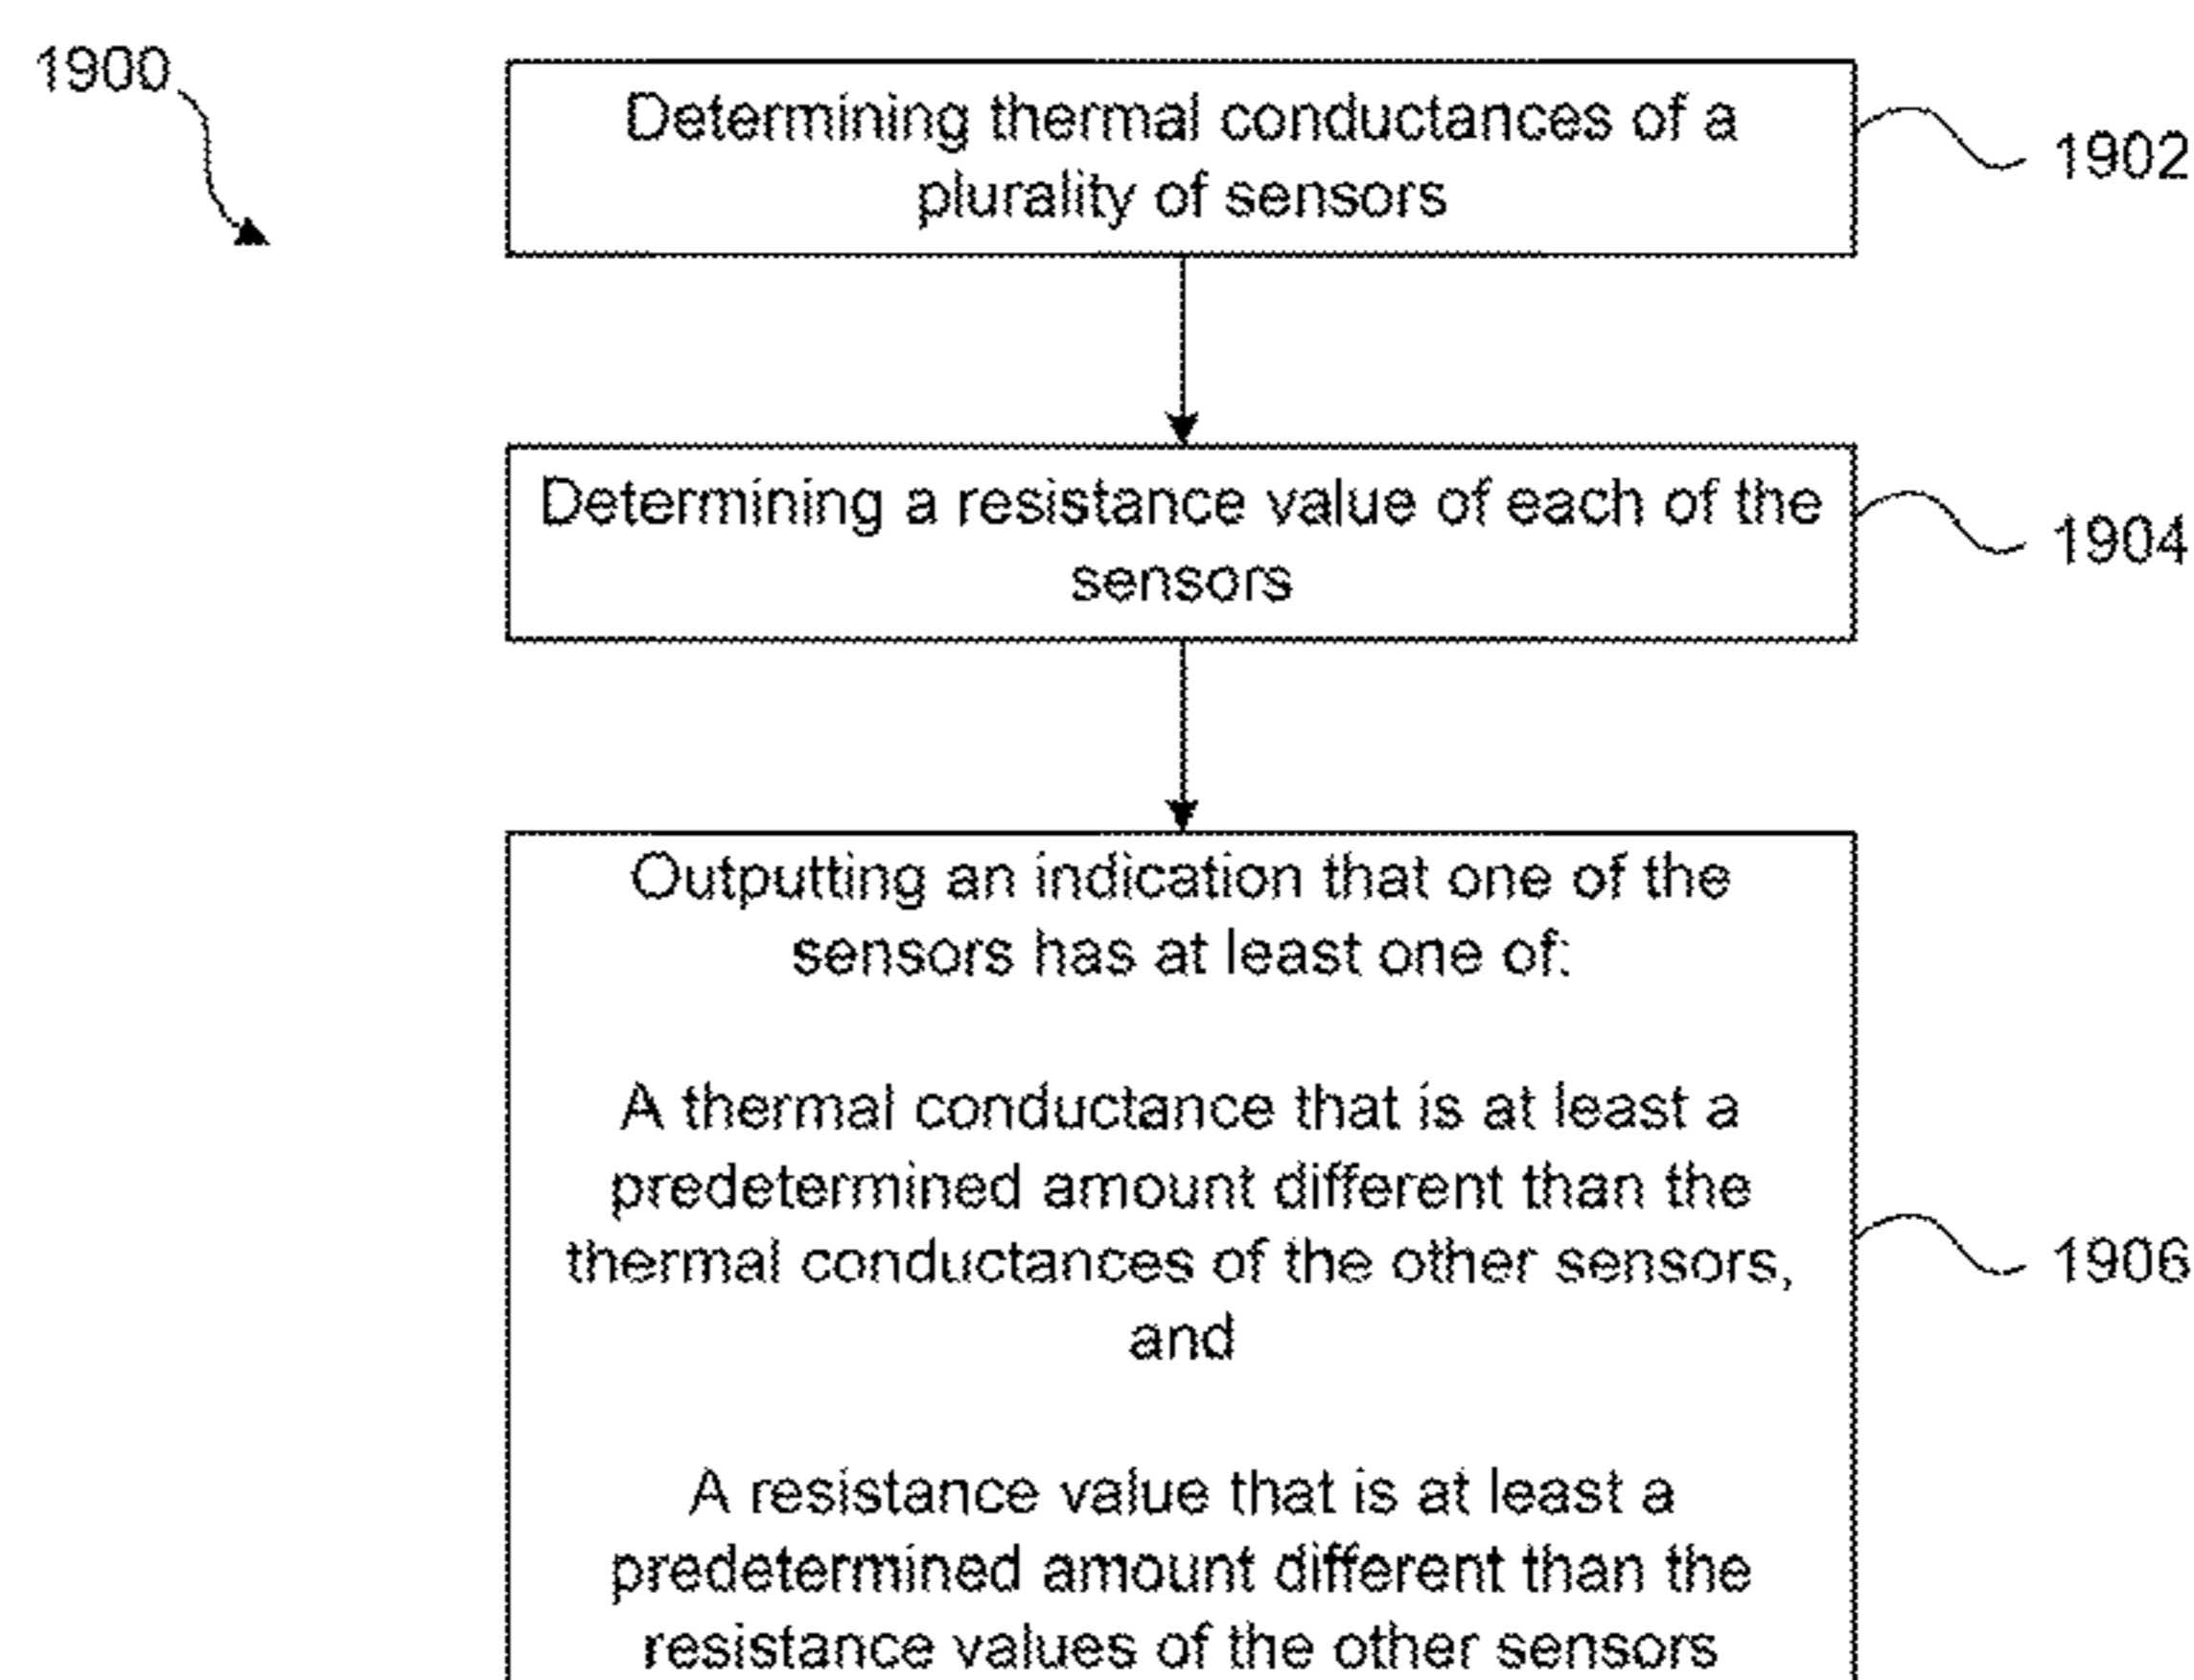 1900
Determining thermal conductances of a
plurality of sensors
1902
Determining a resistance value of each of the
sensors
1904
Outputting an indication that one of the
sensors has at least one of:
A thermal conductance that is at least a
predetermined amount different than the
thermal conductances of the other sensors,
and
A resistance value that is at least a
predetermined amount different than the
resistance values of the other sensors
1906